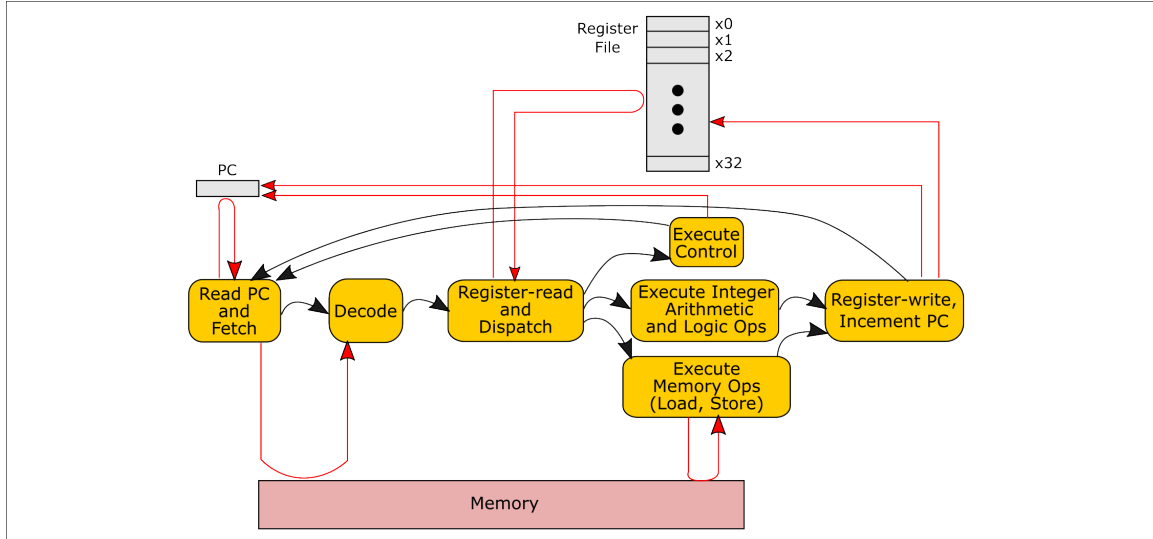 Register
File
x0
x1
x2
x32
PC
Execute
Control
Read PC
and
Fetch
Decode
Register-read
and
Dispatch
Execute Integer
Arithmetic
and Logic Ops
Register-write,
Incement PC
Execute
Memory Ops
(Load, Store)
Memory